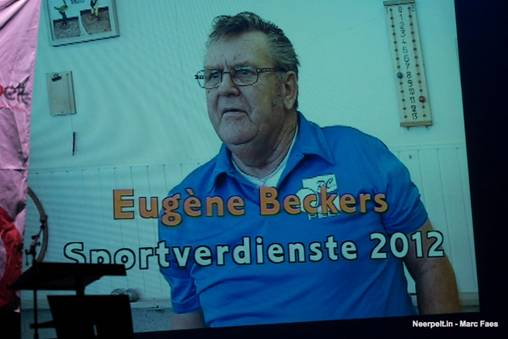 Eugène Beckers
Sportverdienste 2012
Neerpelt.in - Marc Faes